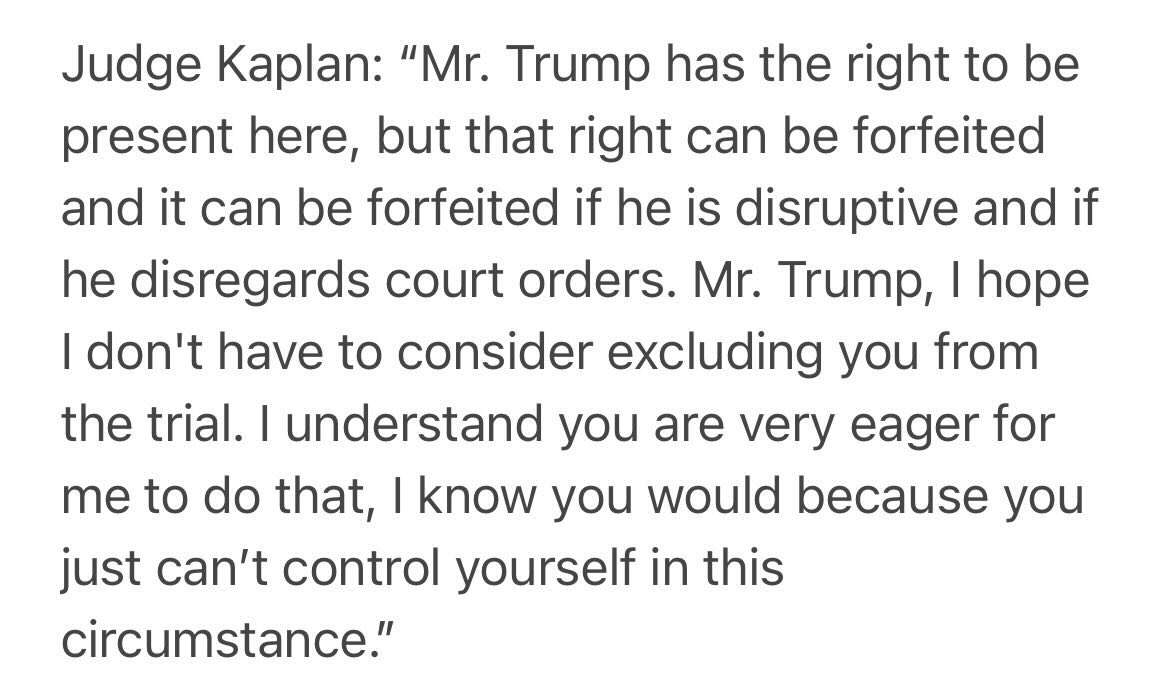 Judge Kaplan: “Mr. Trump has the right to be
present here, but that right can be forfeited
and it can be forfeited if he is disruptive and if
he disregards court orders. Mr. Trump, I hope
I don't have to consider excluding you from
the trial. I understand you are very eager for
me to do that, I know you would because you
just can’t control yourself in this
circumstance.”